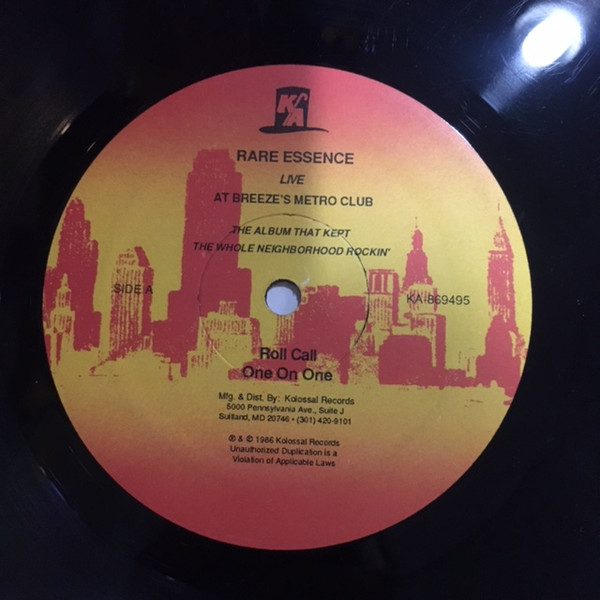 KA
RARE ESSENCE
LIVE
AT BREEZE'S METRO CLUB
THE ALBUM THAT KEPT
THE WHOLE NEIGHBORHOOD ROCKIN'
SIDE A
KA-869495
Roll Call
One On One
Mfg. & Dist. By: Kolossal Records
5000 Pennsylvania Ave., Suite J
Suitland, MD 20746 • (301) 420-9101
℗ & © 1986 Kolossal Records
Unauthorized Duplication is a
Violation of Applicable Laws